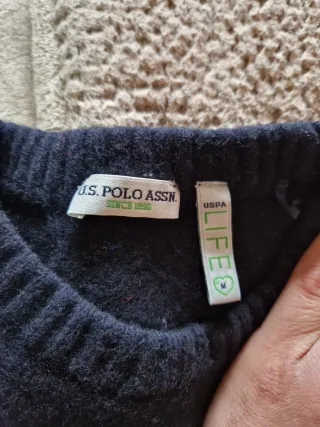 U.S. POLO ASSN.
SINCE 1890
USPA
LIFE
M